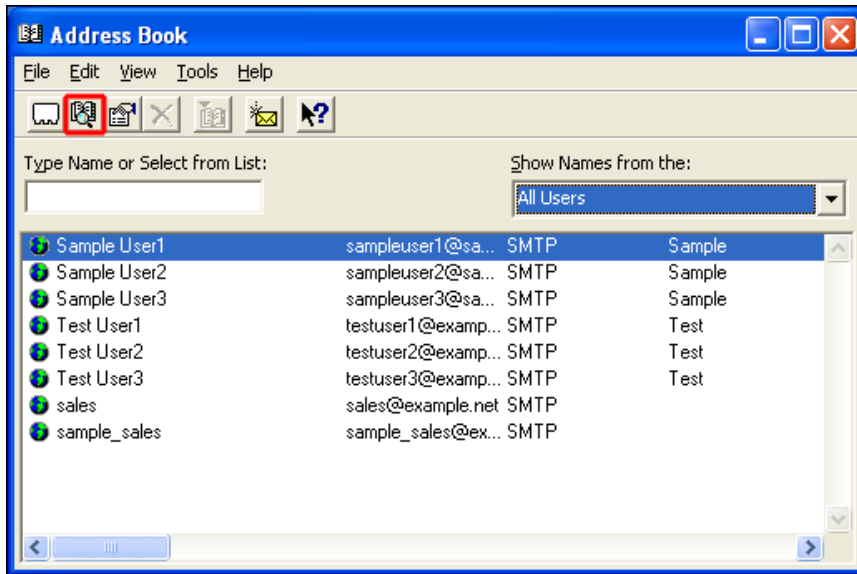 Address Book
File Edit View Tools Help
Type Name or Select from List: Show Names from the:
All Users
Sample User1 sampleuser1@sa... SMTP Sample
Sample User2 sampleuser2@sa... SMTP Sample
Sample User3 sampleuser3@sa... SMTP Sample
Test User1 testuser1@examp... SMTP Test
Test User2 testuser2@examp... SMTP Test
Test User3 testuser3@examp... SMTP Test
sales sales@example.net SMTP
sample_sales sample_sales@ex... SMTP